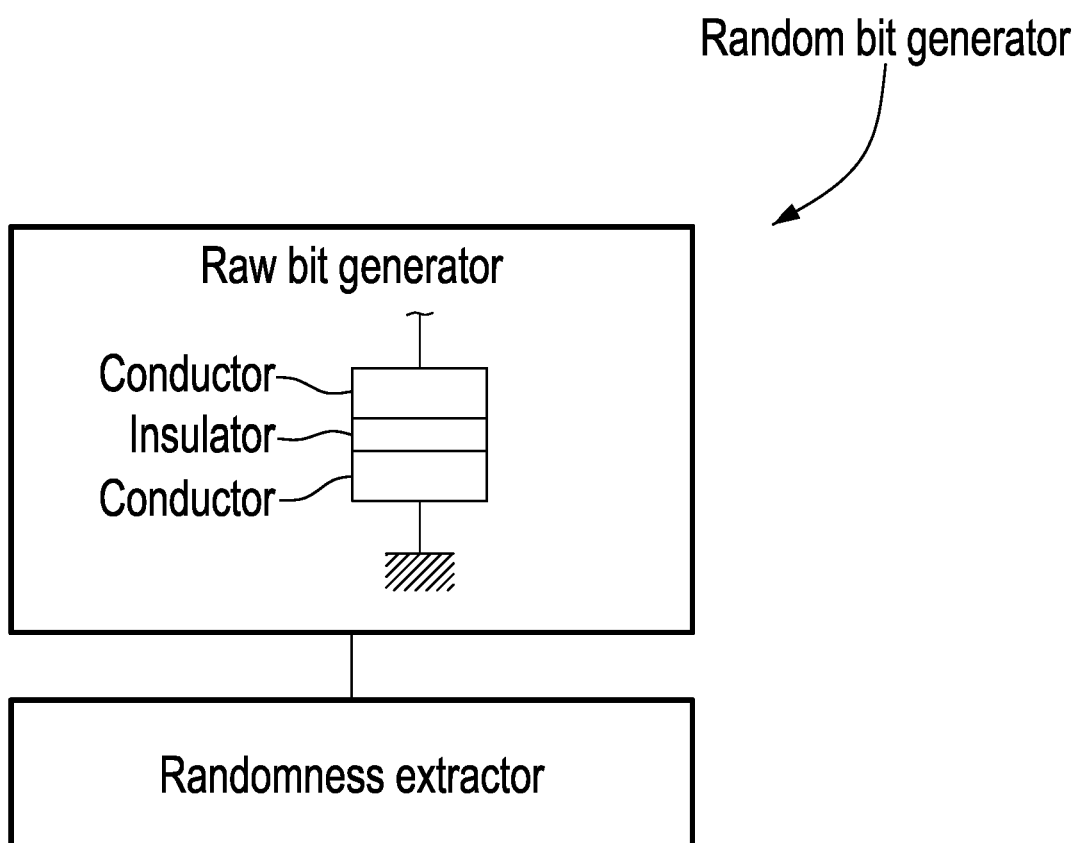 Random bit generator
Raw bit generator
Conductor
Insulator
Conductor
Randomness extractor